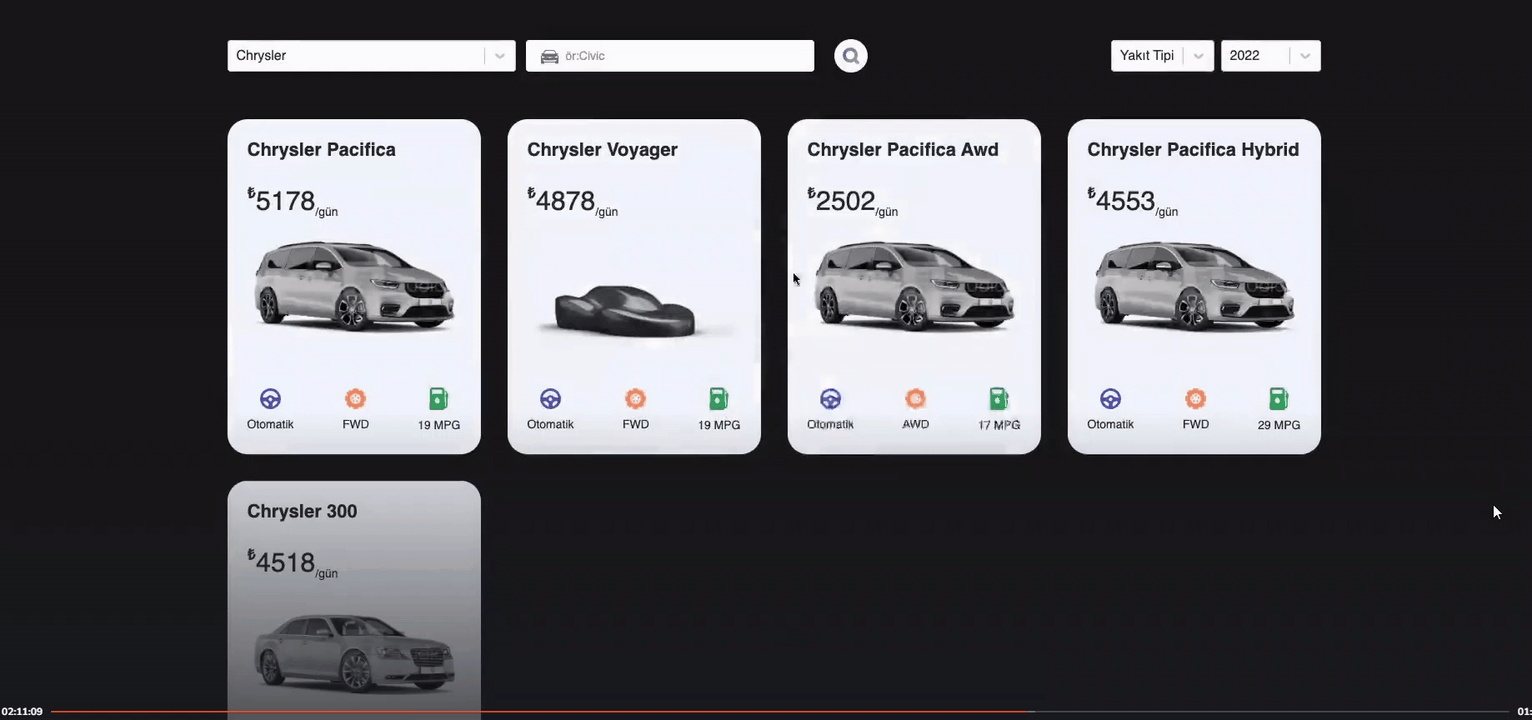 Chrysler
ör:Civic
Yakıt Tipi
2022
Chrysler Pacifica
₺5178/gün
Otomatik
FWD
19 MPG
Chrysler Voyager
₺4878/gün
Otomatik
FWD
19 MPG
Chrysler Pacifica Awd
₺2502/gün
Otomatik
AWD
17 MPG
Chrysler Pacifica Hybrid
₺4553/gün
Otomatik
FWD
29 MPG
Chrysler 300
₺4518/gün
02:11:09
01: